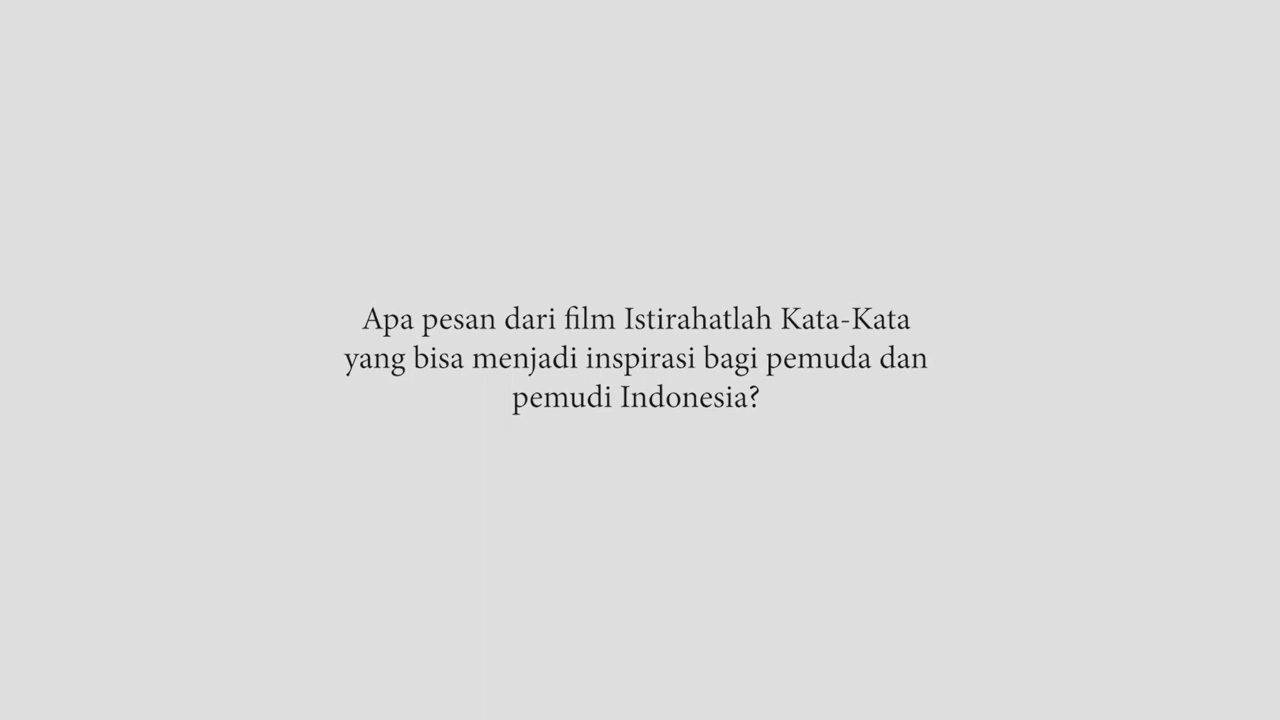 Apa pesan dari film Istirahatlah Kata-Kata
yang bisa menjadi inspirasi bagi pemuda dan
pemudi Indonesia?